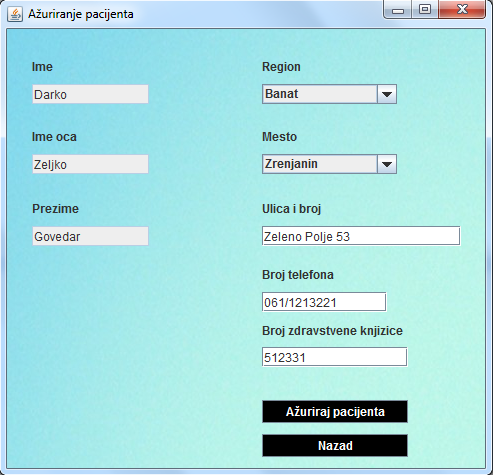 Ažuriranje pacijenta
Ime
Darko
Ime oca
Zeljko
Prezime
Govedar
Region
Banat
Mesto
Zrenjanin
Ulica i broj
Zeleno Polje 53
Broj telefona
061/1213221
Broj zdravstvene knjizice
512331
Ažuriraj pacijenta
Nazad